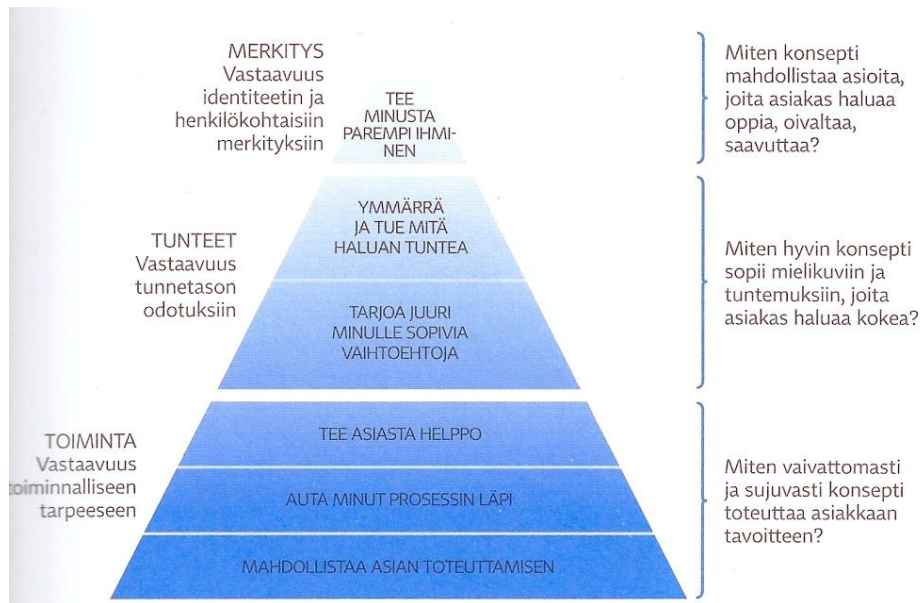 MERKITYS
Vastaavuus
identiteetin ja
henkilökohtaisiin
merkityksiin
TEE
MINUSTA
PAREMPI IHMI-
NEN
Miten konsepti
mahdollistaa asioita,
joita asiakas haluaa
oppia, oivaltaa,
saavuttaa?
TUNTEET
Vastaavuus
tunnetason
odotuksiin
YMMÄRRÄ
JA TUE MITÄ
HALUAN TUNTEA
TARJOA JUURI
MINULLE SOPIVIA
VAIHTOEHTOJA
Miten hyvin konsepti
sopii mielikuviin ja
tuntemuksiin, joita
asiakas haluaa kokea?
TOIMINTA
Vastaavuus
toiminnalliseen
tarpeeseen
TEE ASIASTA HELPPO
AUTA MINUT PROSESSIN LÄPI
MAHDOLLISTAA ASIAN TOTEUTTAMISEN
Miten vaivattomasti
ja sujuvasti konsepti
toteuttaa asiakkaan
tavoitteen?